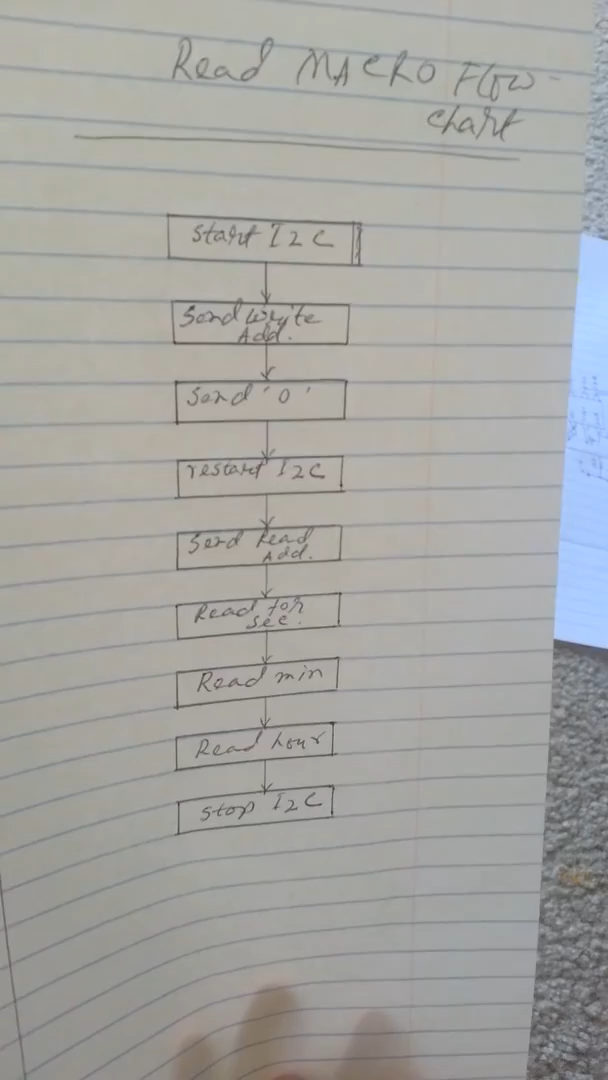 Read MACRO Flow-
chart
Start I2C
Send Write
Add.
Send '0'
restart I2C
Send Read
Add.
Read for
sec.
Read min
Read hour
Stop I2C